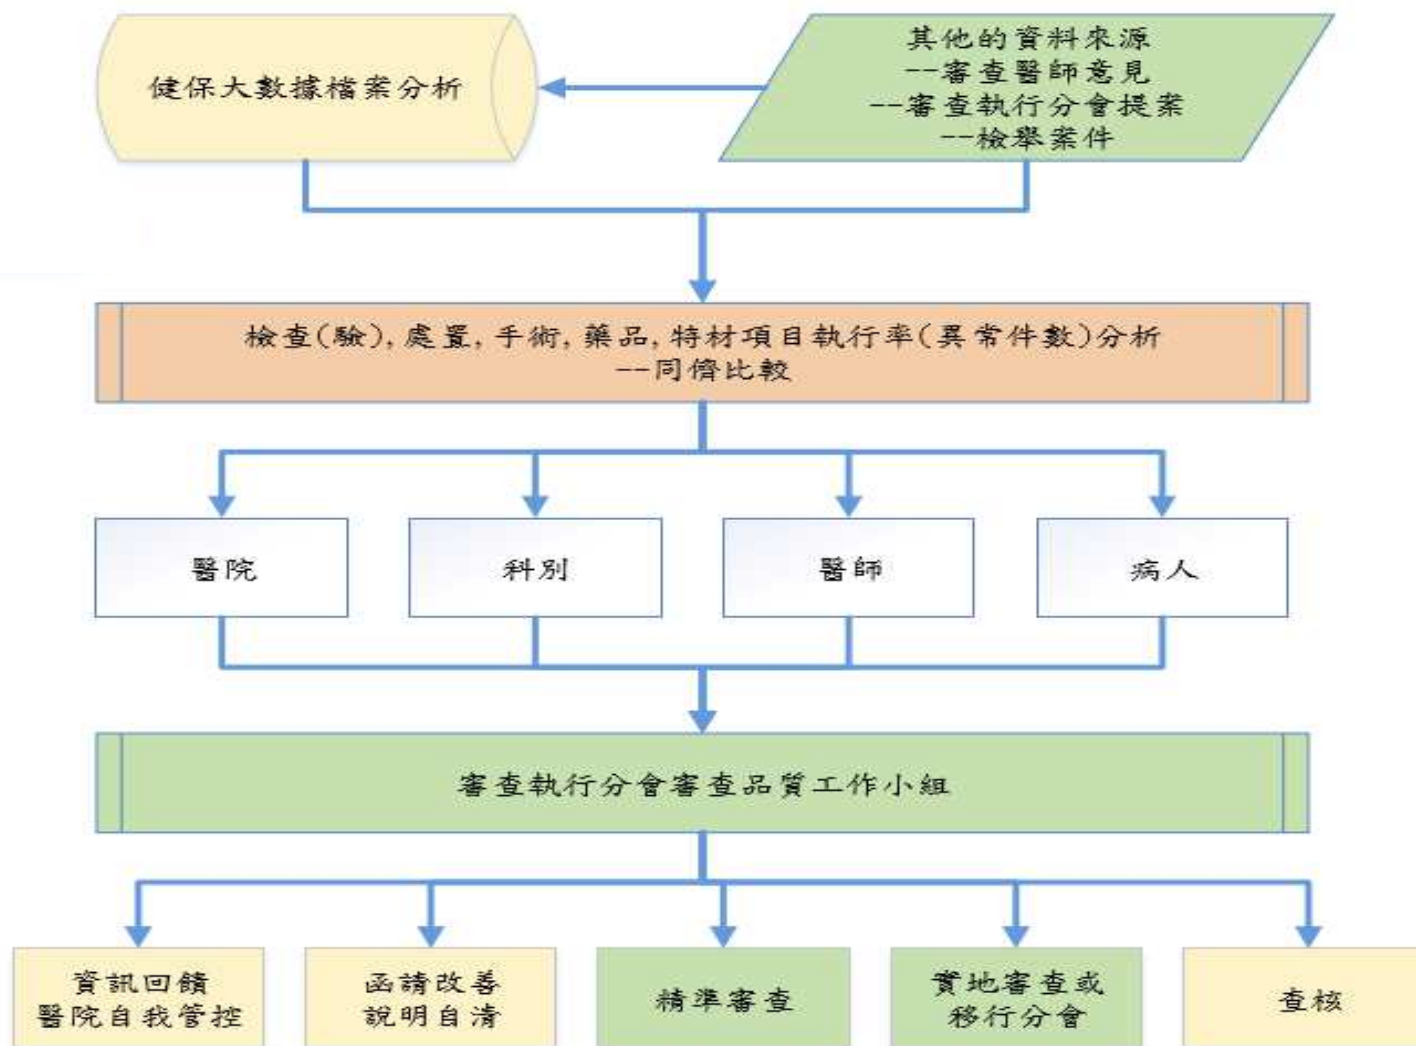 健保大數據檔案分析
其他的資料來源
--審查醫師意見
--審查執行分會提案
--檢舉案件
檢查(驗),處置,手術,藥品,特材項目執行率(異常件數)分析
--同儕比較
醫院
科別
醫師
病人
審查執行分會審查品質工作小組
資訊回饋
醫院自我管控
函請改善
說明自清
精準審查
實地審查或
移行分會
查核